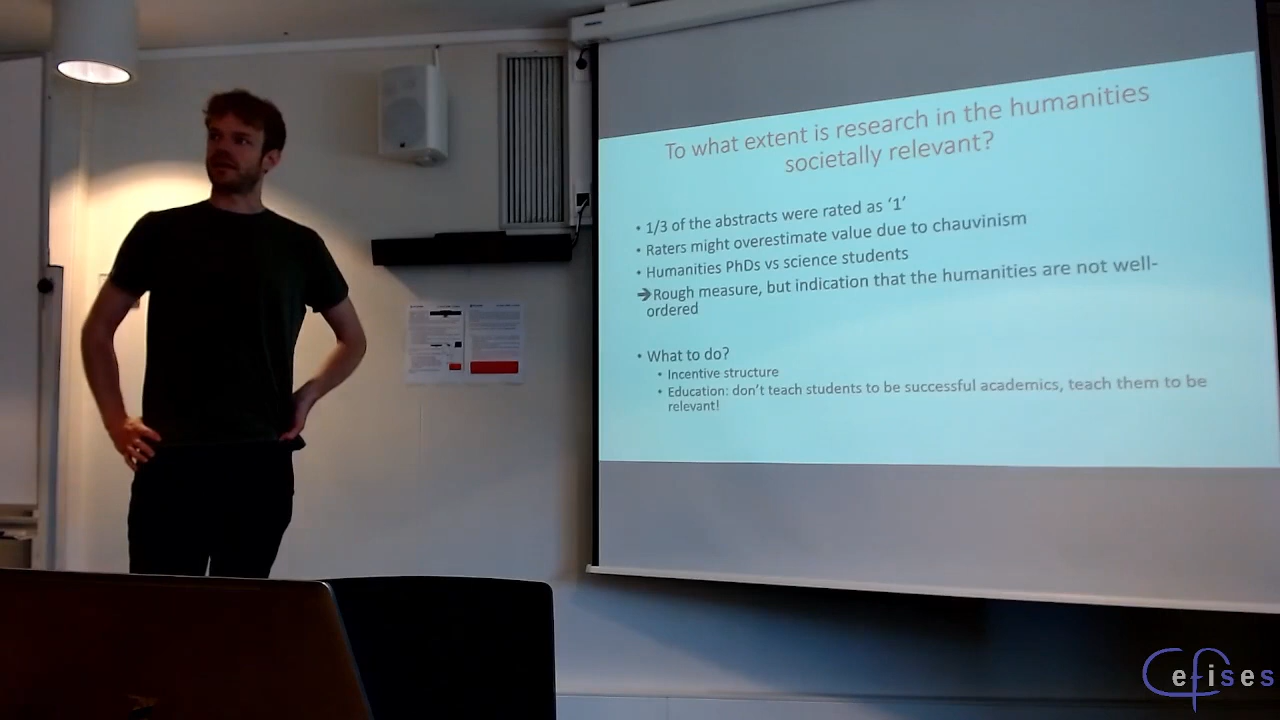 To what extent is research in the humanities
societally relevant?
• 1/3 of the abstracts were rated as ‘1’
• Raters might overestimate value due to chauvinism
• Humanities PhDs vs science students
➔Rough measure, but indication that the humanities are not well-
ordered
• What to do?
• Incentive structure
• Education: don’t teach students to be successful academics, teach them to be
relevant!
efises